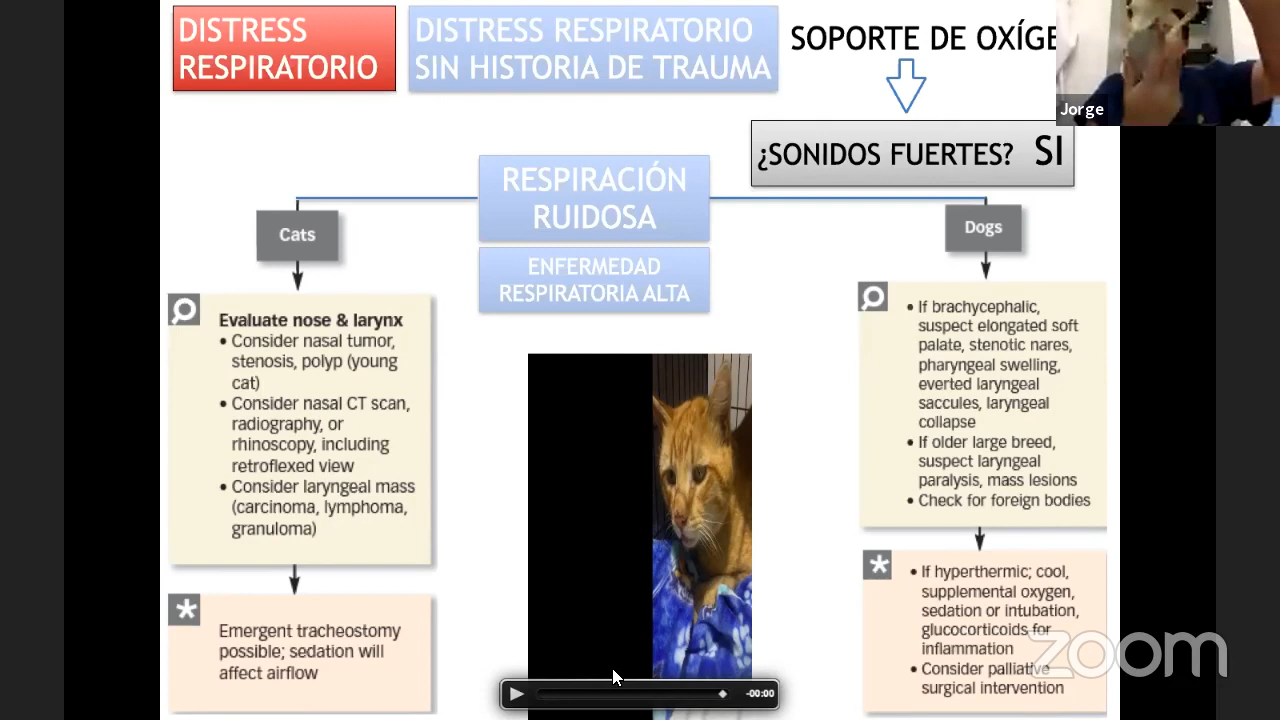 DISTRESS
RESPIRATORIO
DISTRESS RESPIRATORIO
SIN HISTORIA DE TRAUMA
SOPORTE DE OXÍGE
Jorge
¿SONIDOS FUERTES? SI
RESPIRACIÓN
RUIDOSA
ENFERMEDAD
RESPIRATORIA ALTA
Cats
Evaluate nose & larynx
• Consider nasal tumor,
stenosis, polyp (young
cat)
• Consider nasal CT scan,
radiography, or
rhinoscopy, including
retroflexed view
• Consider laryngeal mass
(carcinoma, lymphoma,
granuloma)
Emergent tracheostomy
possible; sedation will
affect airflow
Dogs
• If brachycephalic,
suspect elongated soft
palate, stenotic nares,
pharyngeal swelling,
everted laryngeal
saccules, laryngeal
collapse
• If older large breed,
suspect laryngeal
paralysis, mass lesions
• Check for foreign bodies
• If hyperthermic; cool,
supplemental oxygen,
sedation or intubation,
glucocorticoids for
inflammation
• Consider palliative
surgical intervention
zoom
-00:00